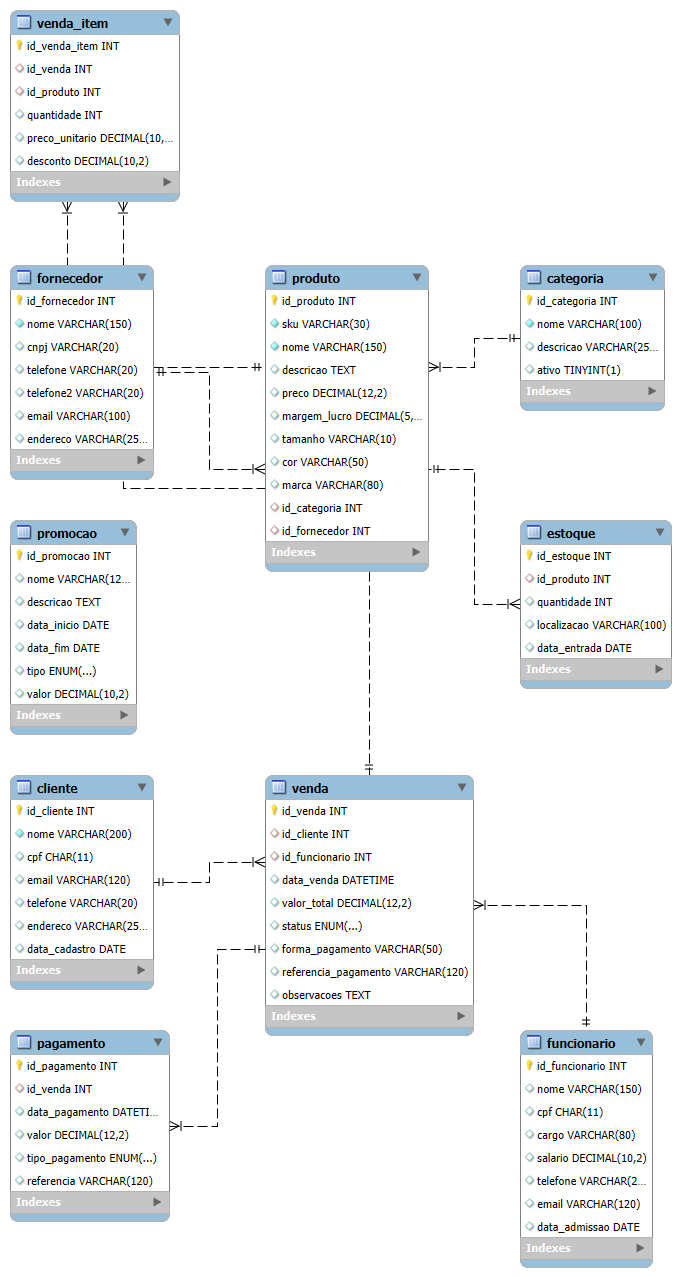 venda_item
id_venda_item INT
id_venda INT
id_produto INT
quantidade INT
preco_unitario DECIMAL(10,...
desconto DECIMAL(10,2)
Indexes
fornecedor
id_fornecedor INT
nome VARCHAR(150)
cnpj VARCHAR(20)
telefone VARCHAR(20)
telefone2 VARCHAR(20)
email VARCHAR(100)
endereco VARCHAR(25...
Indexes
produto
id_produto INT
sku VARCHAR(30)
nome VARCHAR(150)
descricao TEXT
preco DECIMAL(12,2)
margem_lucro DECIMAL(5,...
tamanho VARCHAR(10)
cor VARCHAR(50)
marca VARCHAR(80)
id_categoria INT
id_fornecedor INT
Indexes
categoria
id_categoria INT
nome VARCHAR(100)
descricao VARCHAR(25...
ativo TINYINT(1)
Indexes
promocao
id_promocao INT
nome VARCHAR(12...
descricao TEXT
data_inicio DATE
data_fim DATE
tipo ENUM(...)
valor DECIMAL(10,2)
Indexes
estoque
id_estoque INT
id_produto INT
quantidade INT
localizacao VARCHAR(100)
data_entrada DATE
Indexes
cliente
id_cliente INT
nome VARCHAR(200)
cpf CHAR(11)
email VARCHAR(120)
telefone VARCHAR(20)
endereco VARCHAR(25...
data_cadastro DATE
Indexes
venda
id_venda INT
id_cliente INT
id_funcionario INT
data_venda DATETIME
valor_total DECIMAL(12,2)
status ENUM(...)
forma_pagamento VARCHAR(50)
referencia_pagamento VARCHAR(120)
observacoes TEXT
Indexes
pagamento
id_pagamento INT
id_venda INT
data_pagamento DATETI...
valor DECIMAL(12,2)
tipo_pagamento ENUM(...)
referencia VARCHAR(120)
Indexes
funcionario
id_funcionario INT
nome VARCHAR(150)
cpf CHAR(11)
cargo VARCHAR(80)
salario DECIMAL(10,2)
telefone VARCHAR(2...
email VARCHAR(120)
data_admissao DATE
Indexes